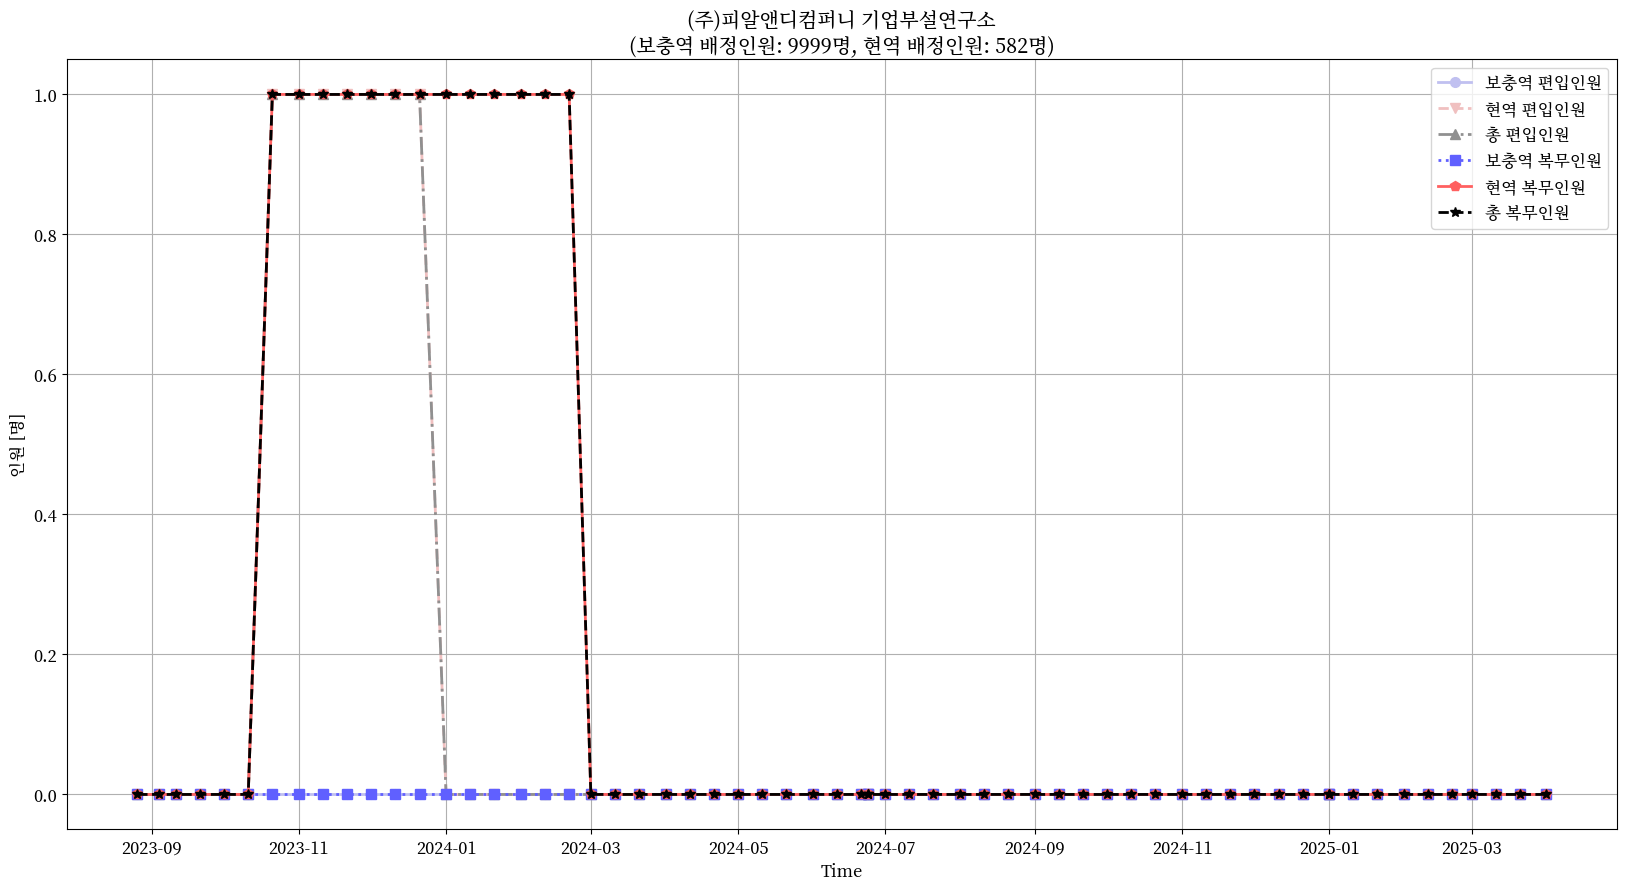 (주)피알앤디컴퍼니 기업부설연구소
(보충역 배정인원: 9999명, 현역 배정인원: 582명)
보충역 편입인원
현역 편입인원
총 편입인원
보충역 복무인원
현역 복무인원
총 복무인원
인원 [명]
1.0
0.8
0.6
0.4
0.2
0.0
2023-09 2023-11 2024-01 2024-03 2024-05 2024-07 2024-09 2024-11 2025-01 2025-03
Time